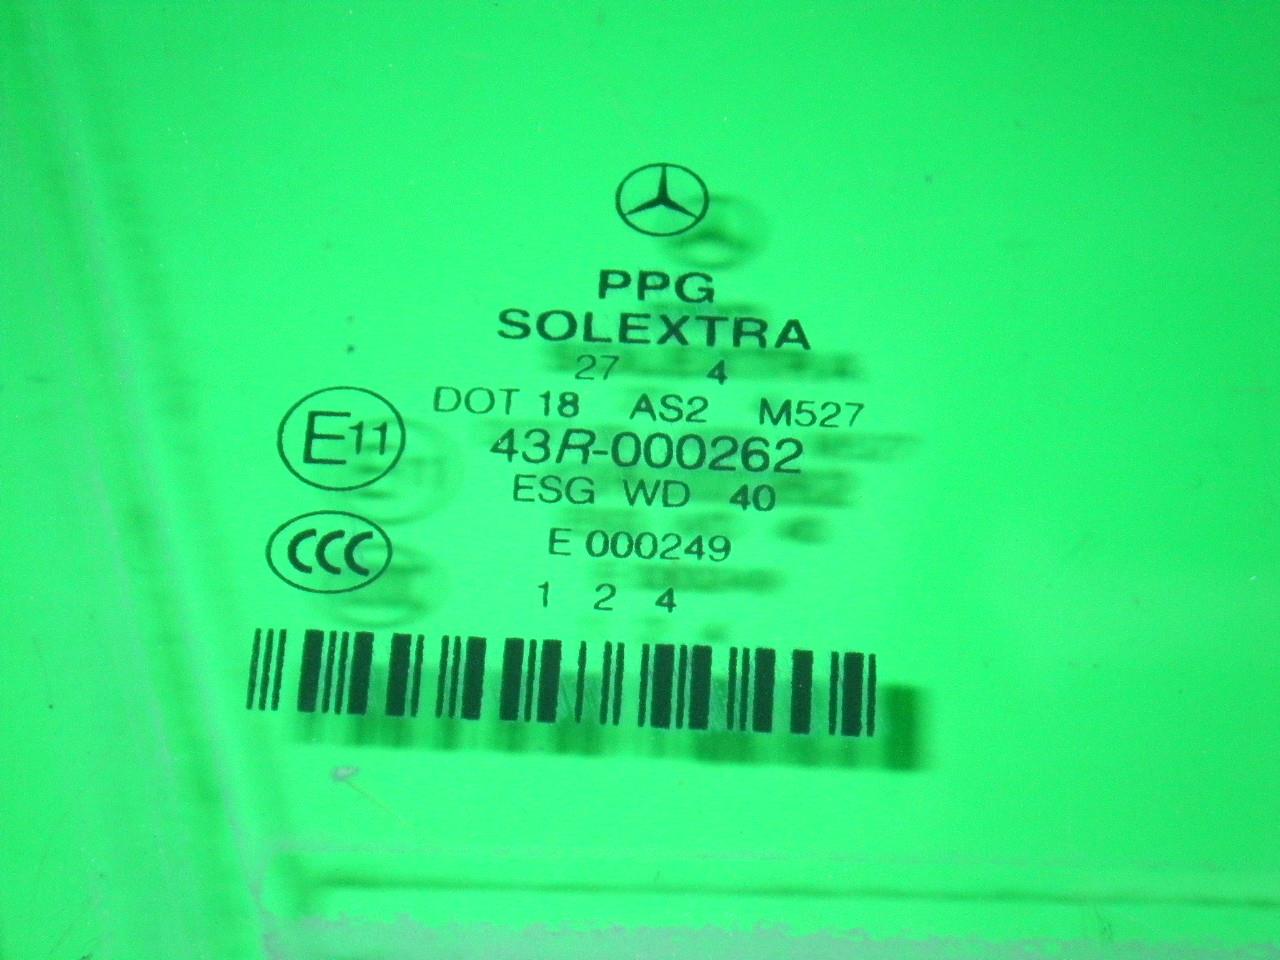 PPG
SOLEXTRA
27 4
DOT 18 AS2 M527
E11 43R-000262
ESG WD 40
CCC E 000249
1 2 4